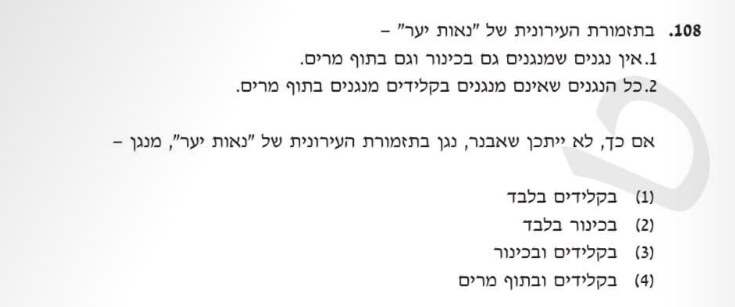 108. בתזמורת העירונית של "נאות יער" –
1. אין נגנים שמנגנים גם בכינור וגם בתוף מרים.
2. כל הנגנים שאינם מנגנים בקלידים מנגנים בתוף מרים.
אם כך, לא ייתכן שאבנר, נגן בתזמורת העירונית של "נאות יער", מנגן –
(1) בקלידים בלבד
(2) בכינור בלבד
(3) בקלידים ובכינור
(4) בקלידים ובתוף מרים